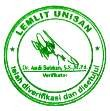 LEMLIT UNISAN
Verifikator
telah diverifikasi dan disetujui